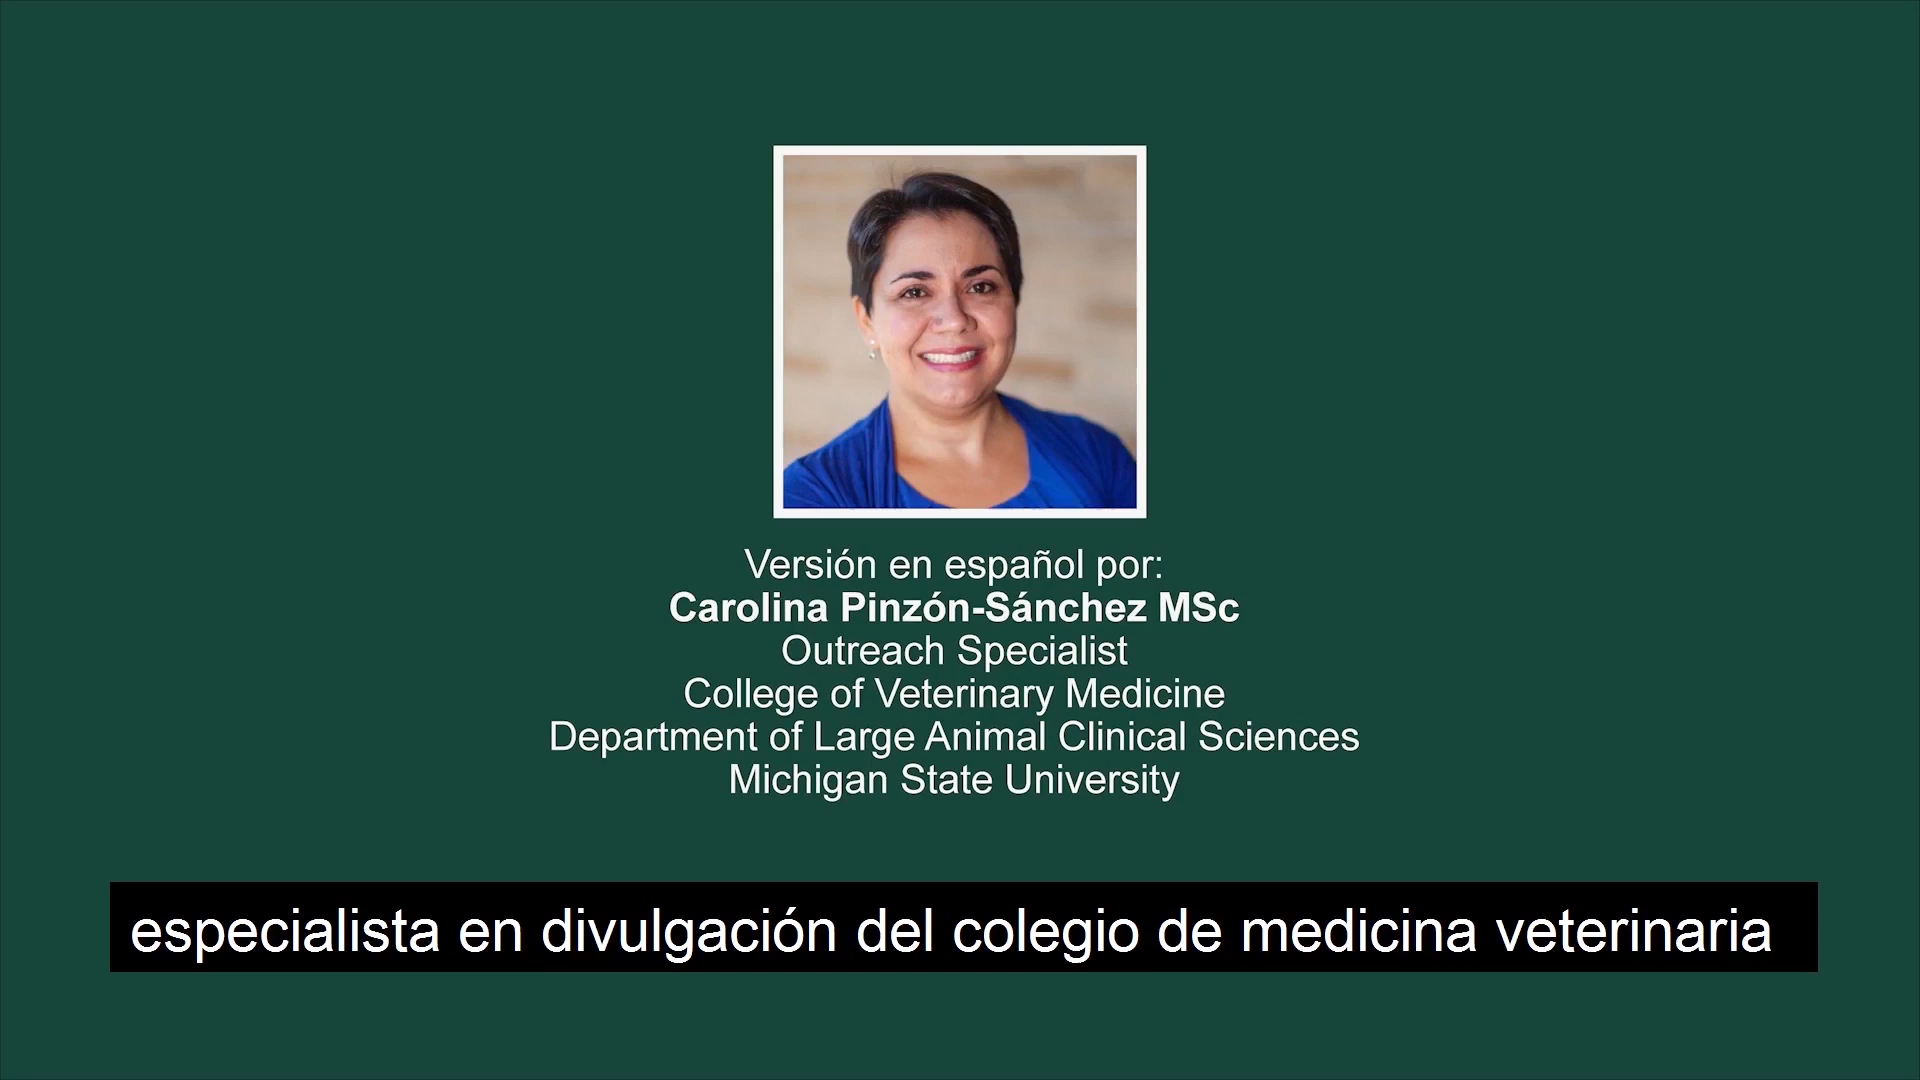 Versión en español por:
Carolina Pinzón-Sánchez MSc
Outreach Specialist
College of Veterinary Medicine
Department of Large Animal Clinical Sciences
Michigan State University
especialista en divulgación del colegio de medicina veterinaria